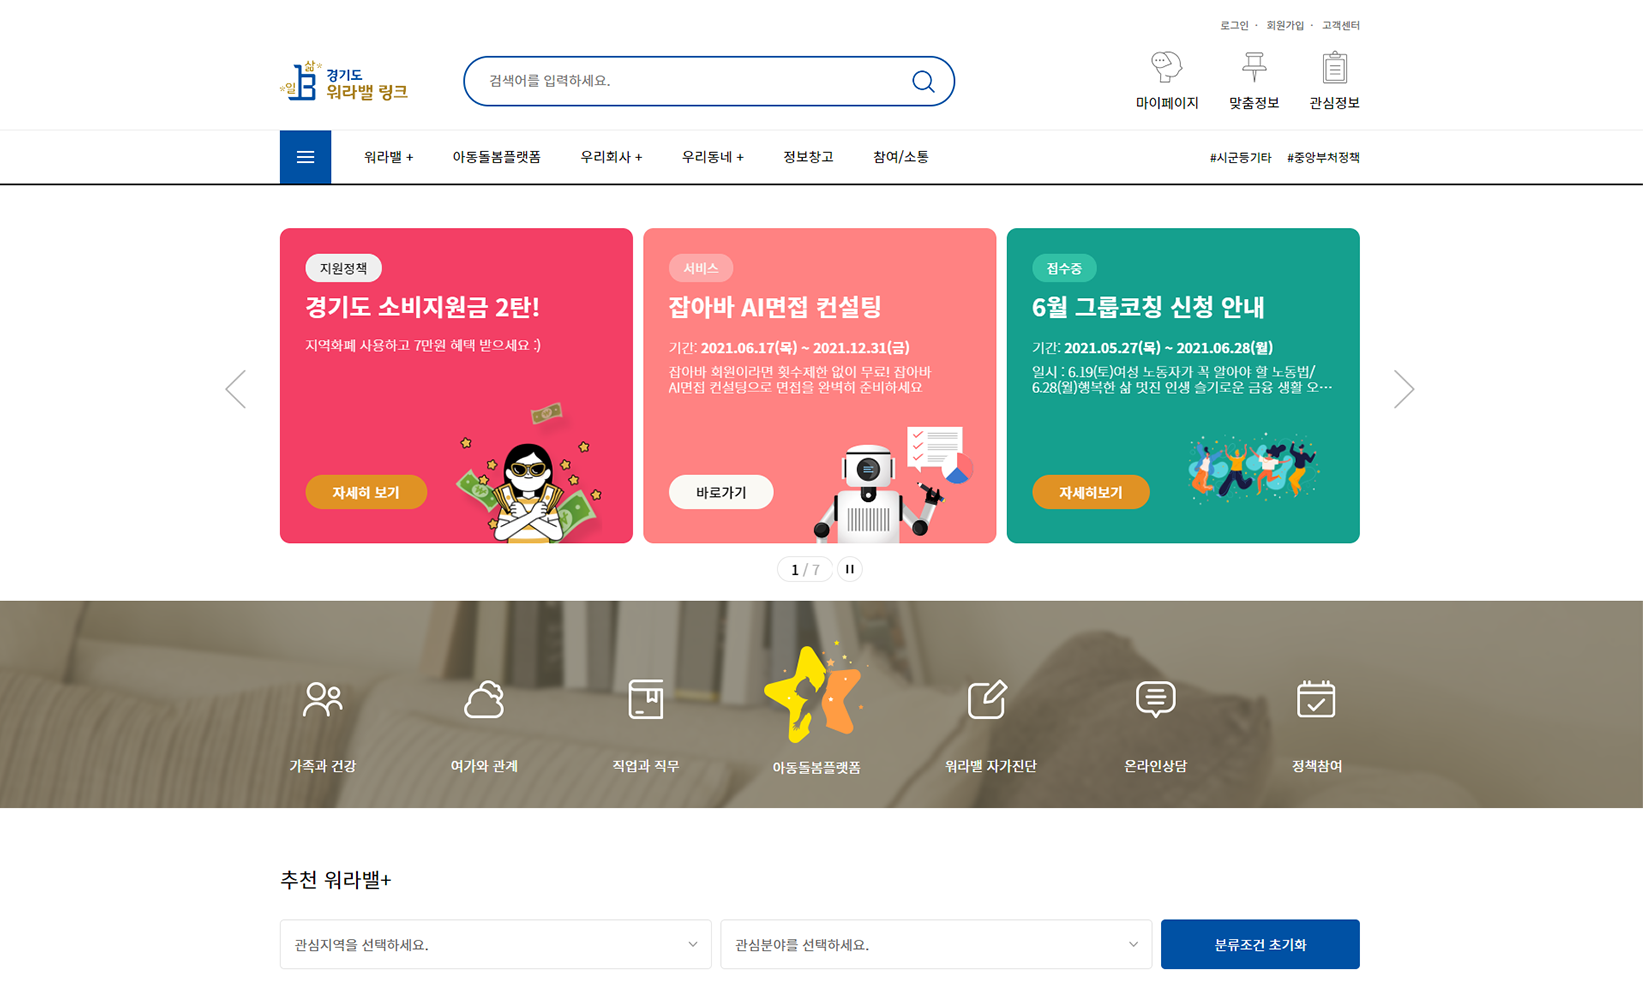 로그인 · 회원가입 · 고객센터
삶
일
경기도
워라밸 링크
검색어를 입력하세요.
마이페이지 맞춤정보 관심정보
워라밸 + 아동돌봄플랫폼 우리회사 + 우리동네 + 정보창고 참여/소통 #시군등기타 #중앙부처정책
지원정책
경기도 소비지원금 2탄!
지역화폐 사용하고 7만원 혜택 받으세요 :)
자세히 보기
서비스
잡아바 AI면접 컨설팅
기간: 2021.06.17(목) ~ 2021.12.31(금)
잡아바 회원이라면 횟수제한 없이 무료! 잡아바
AI면접 컨설팅으로 면접을 완벽히 준비하세요
바로가기
접수중
6월 그룹코칭 신청 안내
기간: 2021.05.27(목) ~ 2021.06.28(월)
일시 : 6.19(토)여성 노동자가 꼭 알아야 할 노동법/
6.28(월)행복한 삶 멋진 인생 슬기로운 금융 생활 오…
자세히보기
1 / 7
가족과 건강 여가와 관계 직업과 직무 아동돌봄플랫폼 워라밸 자가진단 온라인상담 정책참여
추천 워라밸+
관심지역을 선택하세요. 관심분야를 선택하세요. 분류조건 초기화